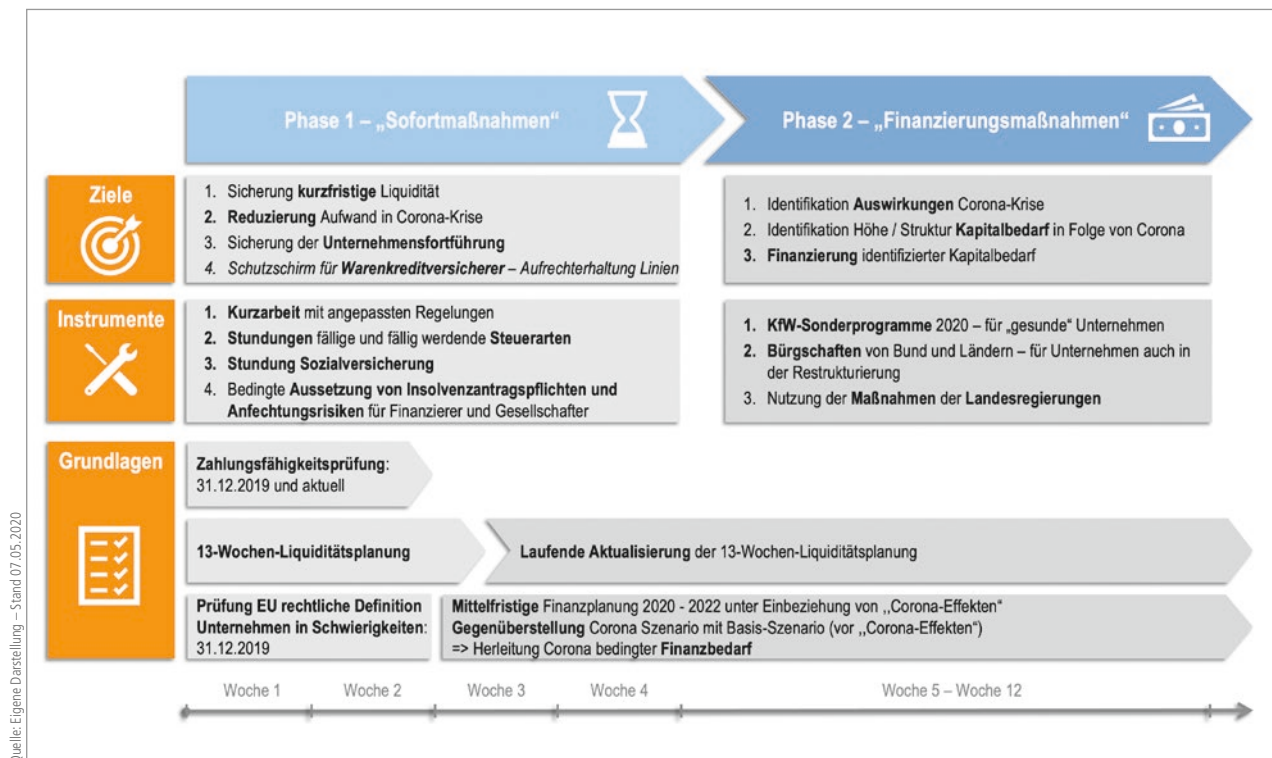 Phase 1 – „Sofortmaßnahmen“
Phase 2 – „Finanzierungsmaßnahmen“
Ziele
1. Sicherung kurzfristige Liquidität
2. Reduzierung Aufwand in Corona-Krise
3. Sicherung der Unternehmensfortführung
4. Schutzschirm für Warenkreditversicherer – Aufrechterhaltung Linien
1. Identifikation Auswirkungen Corona-Krise
2. Identifikation Höhe / Struktur Kapitalbedarf in Folge von Corona
3. Finanzierung identifizierter Kapitalbedarf
Instrumente
1. Kurzarbeit mit angepassten Regelungen
2. Stundungen fällige und fällig werdende Steuerarten
3. Stundung Sozialversicherung
4. Bedingte Aussetzung von Insolvenzantragspflichten und
Anfechtungsrisiken für Finanzierer und Gesellschafter
1. KfW-Sonderprogramme 2020 – für „gesunde“ Unternehmen
2. Bürgschaften von Bund und Ländern – für Unternehmen auch in
der Restrukturierung
3. Nutzung der Maßnahmen der Landesregierungen
Grundlagen
Zahlungsfähigkeitsprüfung:
31.12.2019 und aktuell
13-Wochen-Liquiditätsplanung
Laufende Aktualisierung der 13-Wochen-Liquiditätsplanung
Prüfung EU rechtliche Definition
Unternehmen in Schwierigkeiten:
31.12.2019
Mittelfristige Finanzplanung 2020 - 2022 unter Einbeziehung von ,,Corona-Effekten“
Gegenüberstellung Corona Szenario mit Basis-Szenario (vor ,,Corona-Effekten“)
=> Herleitung Corona bedingter Finanzbedarf
Woche 1
Woche 2
Woche 3
Woche 4
Woche 5 – Woche 12
Quelle: Eigene Darstellung – Stand 07.05.2020